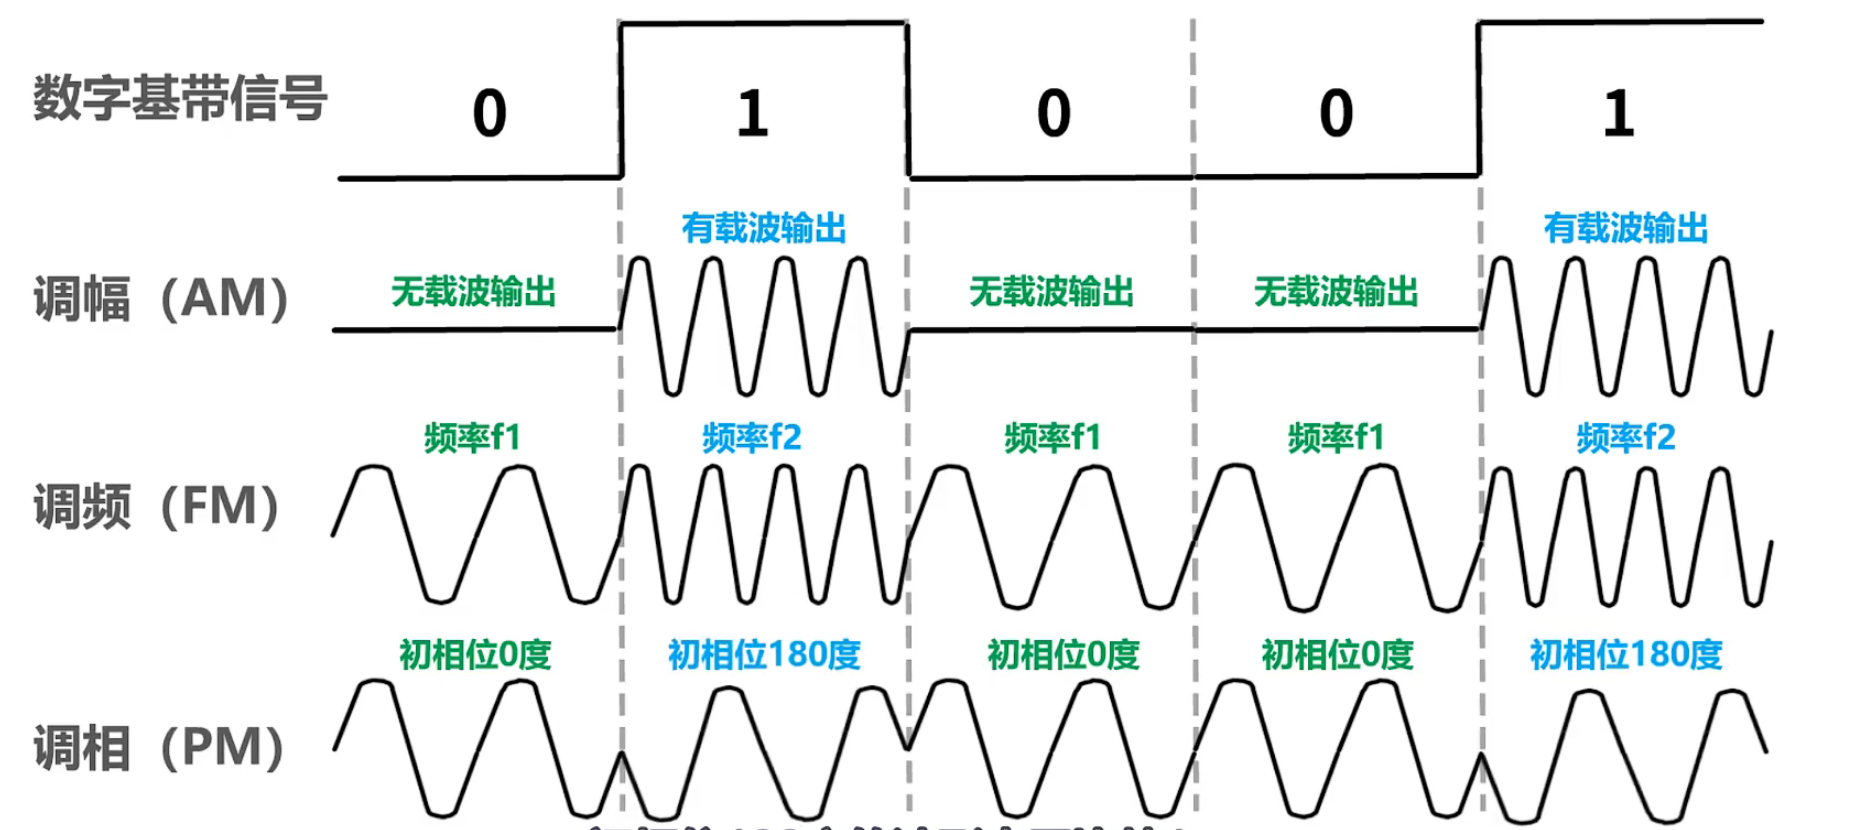 数字基带信号
0 1 0 0 1
有载波输出 有载波输出
调幅（AM） 无载波输出 无载波输出 无载波输出
频率f1 频率f2 频率f1 频率f1 频率f2
调频（FM）
初相位0度 初相位180度 初相位0度 初相位0度 初相位180度
调相（PM）